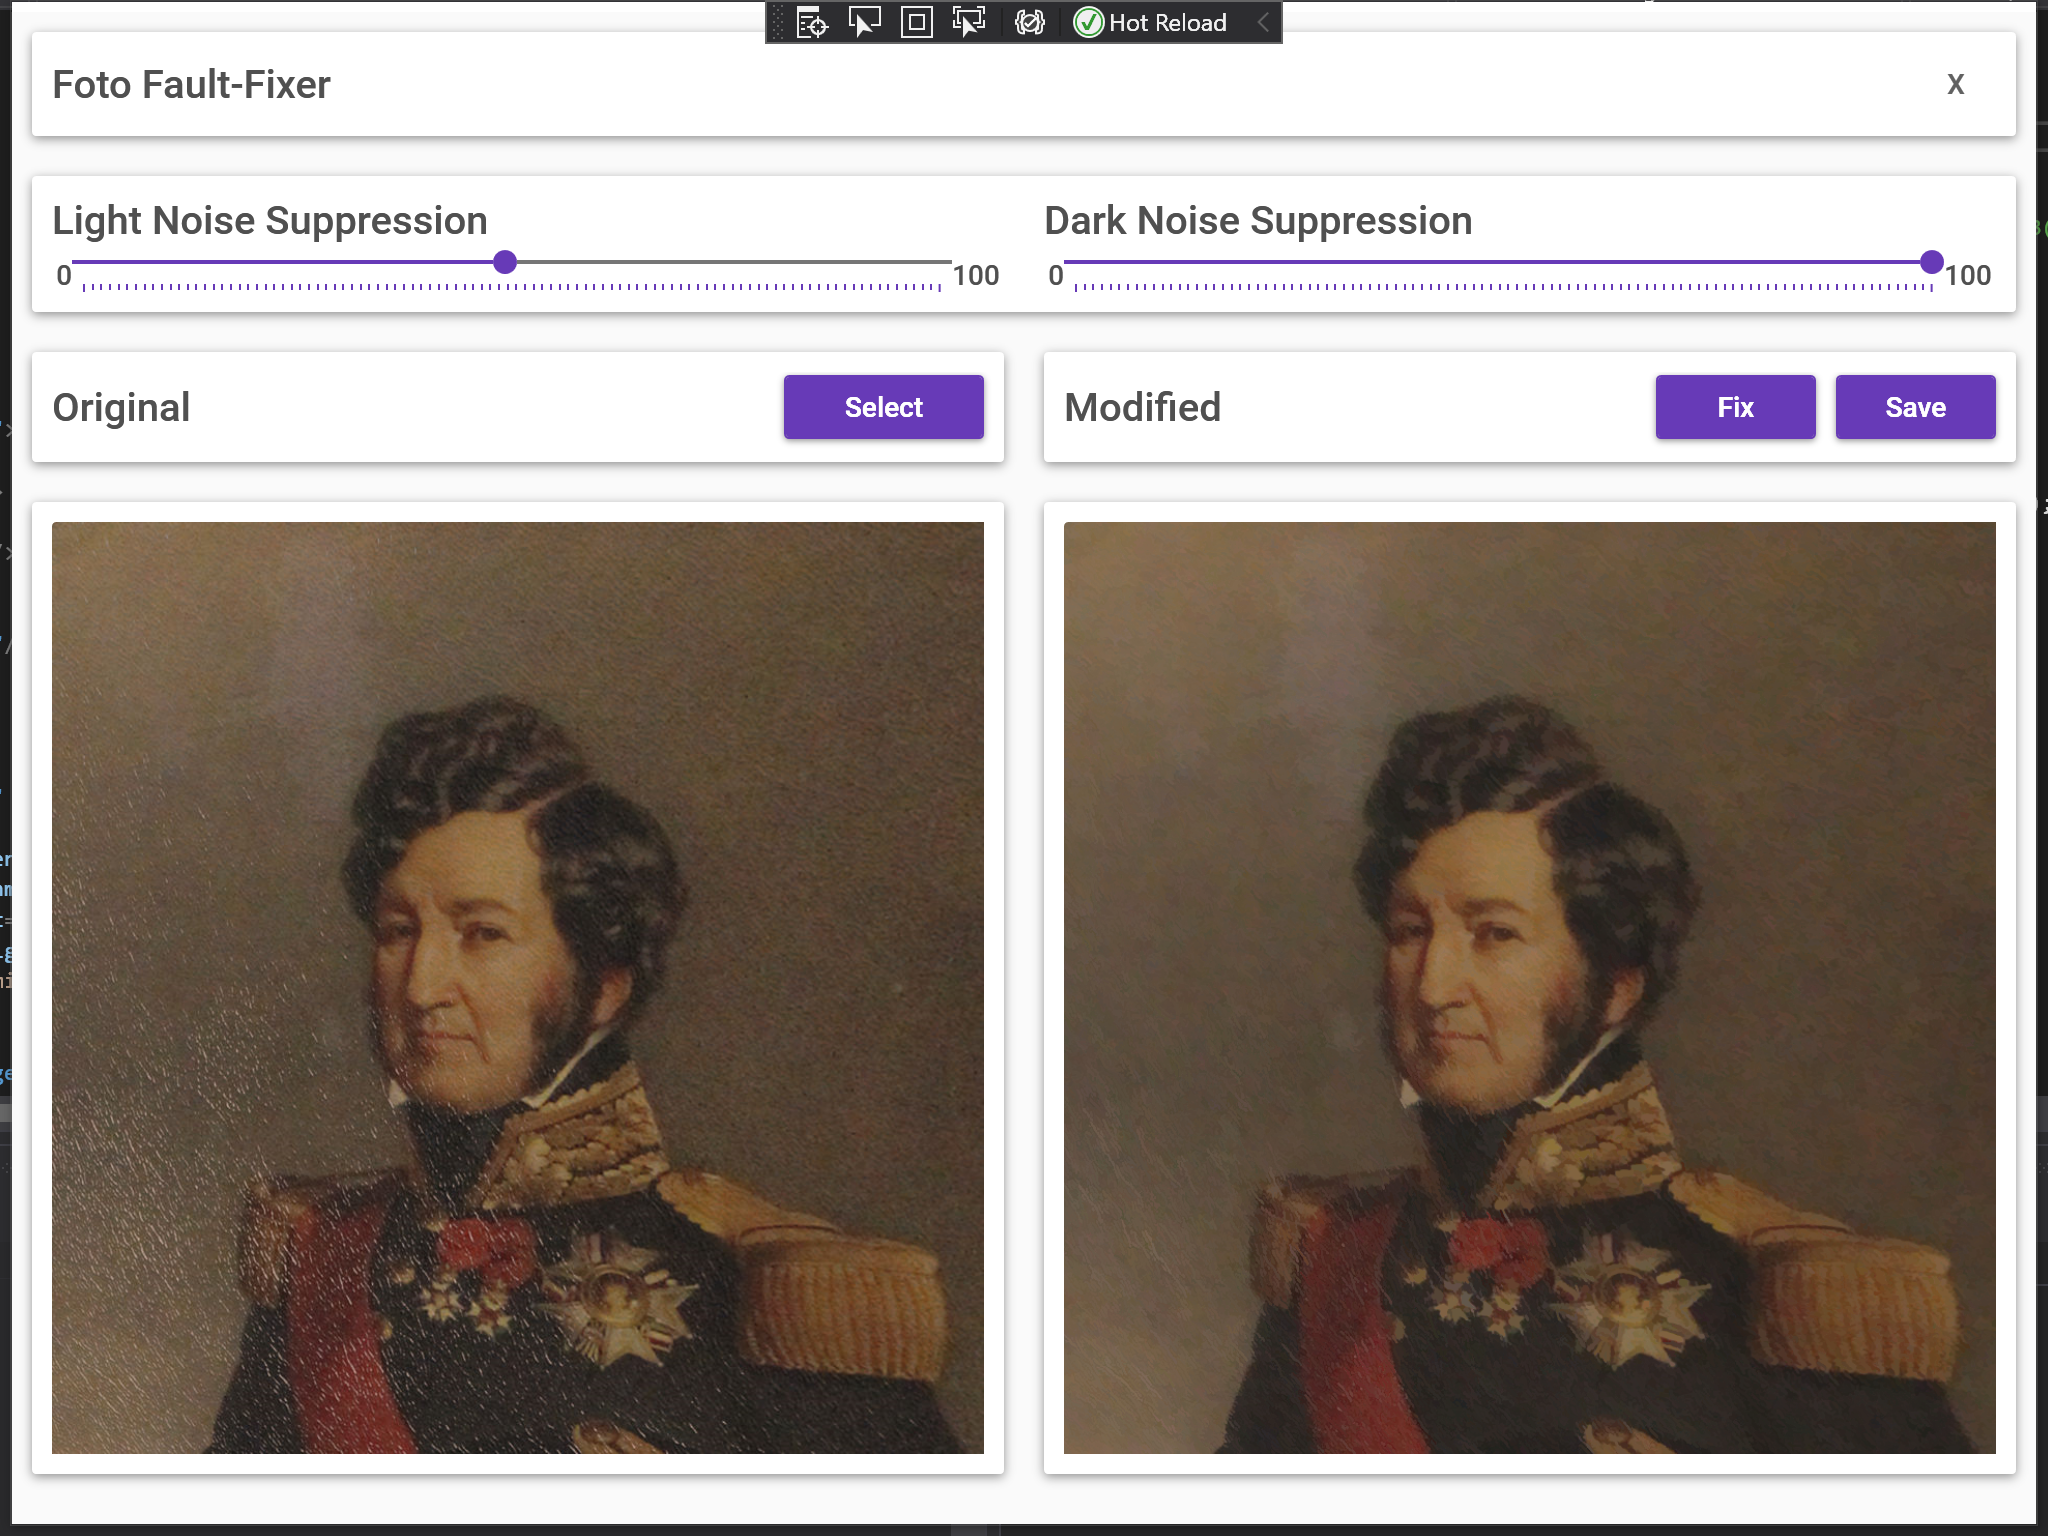 Hot Reload
Foto Fault-Fixer
X
Light Noise Suppression
0
100
Dark Noise Suppression
0
100
Original
Select
Modified
Fix
Save